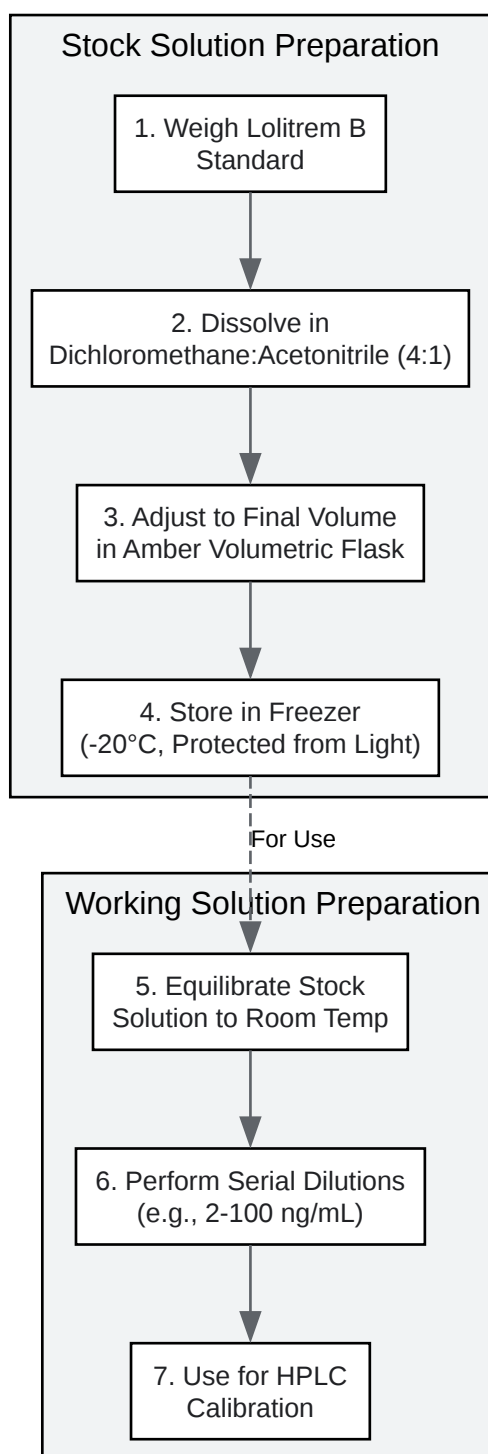 Stock Solution Preparation
1. Weigh Lolitrem B
Standard
2. Dissolve in
Dichloromethane:Acetonitrile (4:1)
3. Adjust to Final Volume
in Amber Volumetric Flask
4. Store in Freezer
(-20°C, Protected from Light)
For Use
Working Solution Preparation
5. Equilibrate Stock
Solution to Room Temp
6. Perform Serial Dilutions
(e.g., 2-100 ng/mL)
7. Use for HPLC
Calibration